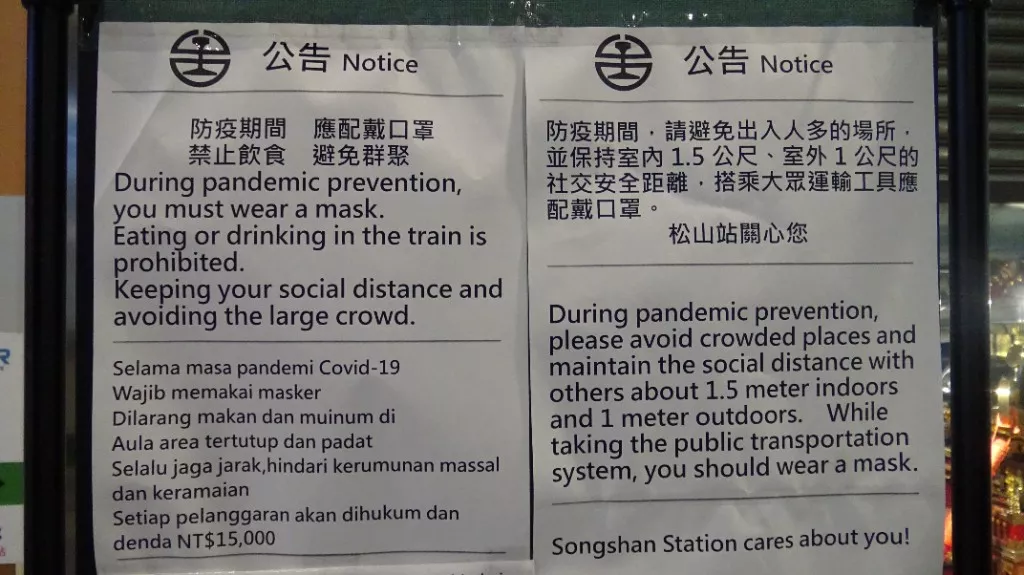 公告 Notice
防疫期間 應配戴口罩
禁止飲食 避免群聚
During pandemic prevention,
you must wear a mask.
Eating or drinking in the train is
prohibited.
Keeping your social distance and
avoiding the large crowd.
Selama masa pandemi Covid-19
Wajib memakai masker
Dilarang makan dan muinum di
Aula area tertutup dan padat
Selalu jaga jarak,hindari kerumunan massal
dan keramaian
Setiap pelanggaran akan dihukum dan
denda NT$15,000
公告 Notice
防疫期間，請避免出入人多的場所，
並保持室內 1.5 公尺、室外 1 公尺的
社交安全距離，搭乘大眾運輸工具應
配戴口罩。
松山站關心您
During pandemic prevention,
please avoid crowded places and
maintain the social distance with
others about 1.5 meter indoors
and 1 meter outdoors. While
taking the public transportation
system, you should wear a mask.
Songshan Station cares about you!